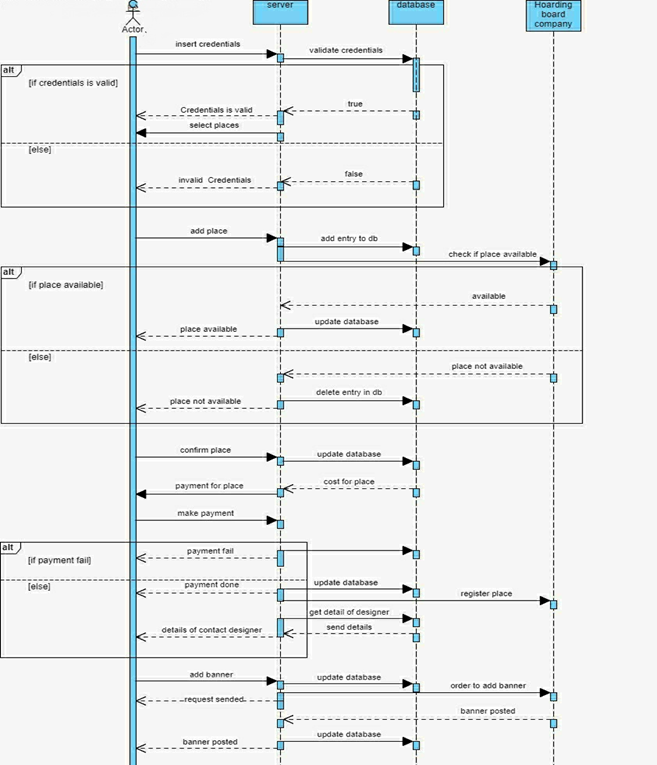 Actor.
server
database
Hoarding
board
company
insert credentials
validate credentials
alt
[if credentials is valid]
true
Credentials is valid
select places
[else]
false
invalid Credentials
add place
add entry to db
check if place available
alt
[if place available]
available
update database
place available
[else]
place not available
delete entry in db
place not available
confirm place
update database
cost for place
payment for place
make payment
alt
payment fail
[if payment fail]
[else]
payment done
update database
register place
get detail of designer
send details
details of contact designer
add banner
update database
order to add banner
request sended
banner posted
update database
banner posted